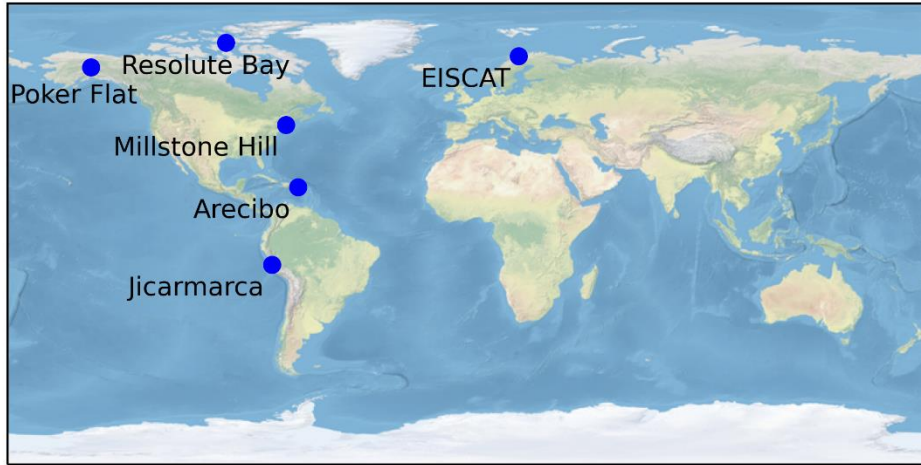 Resolute Bay
EISCAT
Poker Flat
Millstone Hill
Arecibo
Jicarmarca